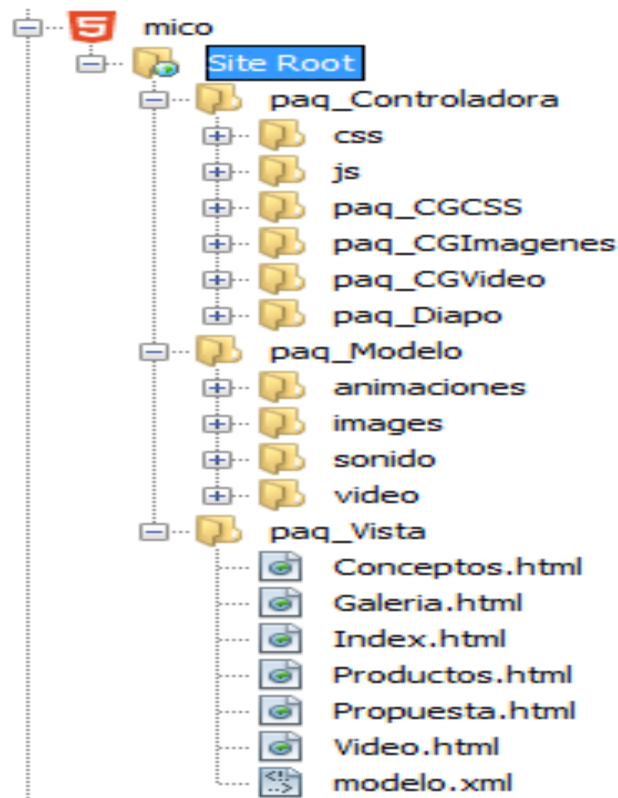 mico
Site Root
paq_Controladora
css
js
paq_CGCSS
paq_CGImagenes
paq_CGVideo
paq_Diapo
paq_Modelo
animaciones
images
sonido
video
paq_Vista
Conceptos.html
Galeria.html
Index.html
Productos.html
Propuesta.html
Video.html
modelo.xml